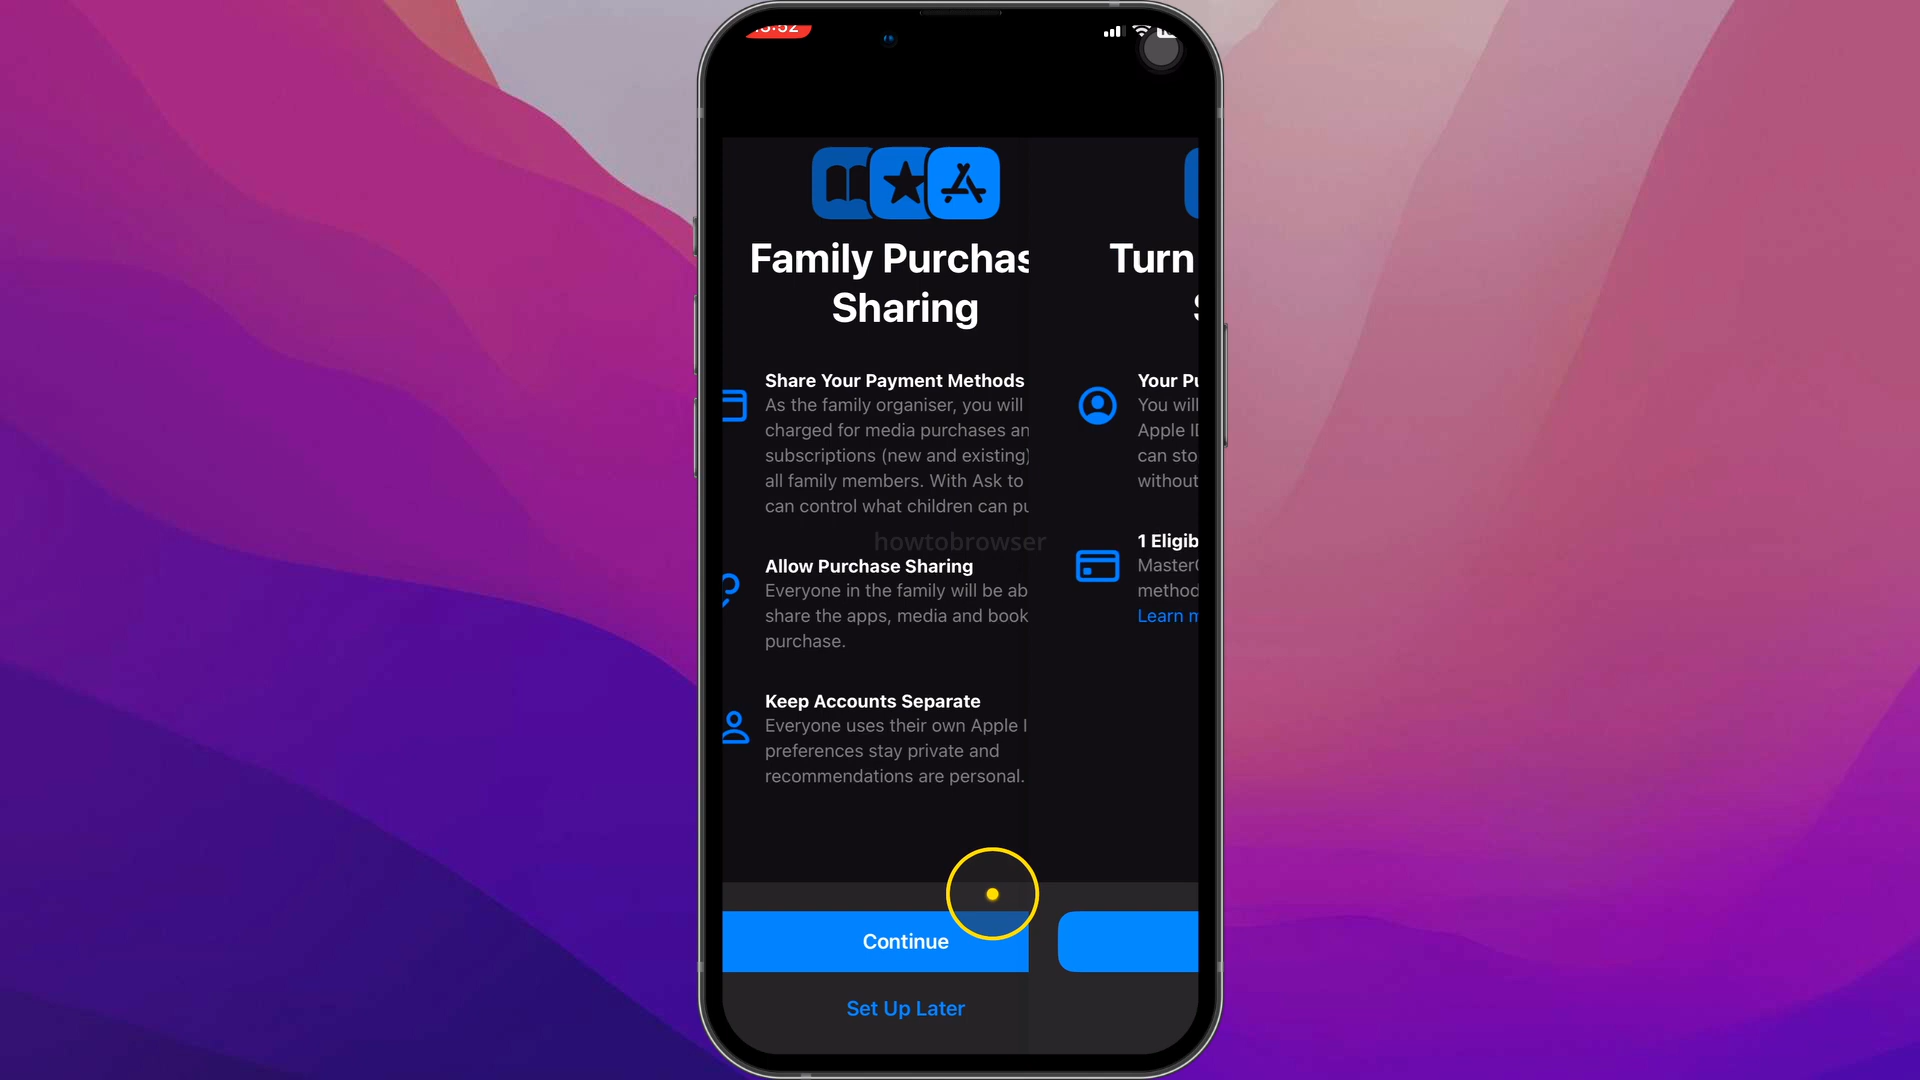 Family Purchas
Sharing
Share Your Payment Methods
As the family organiser, you will
charged for media purchases an
subscriptions (new and existing)
all family members. With Ask to
can control what children can pu
Allow Purchase Sharing
Everyone in the family will be ab
share the apps, media and book
purchase.
Keep Accounts Separate
Everyone uses their own Apple I
preferences stay private and
recommendations are personal.
Continue
Set Up Later
Turn
S
Your Pu
You will
Apple ID
can sto
without
1 Eligib
MasterC
method
Learn m
howtobrowser